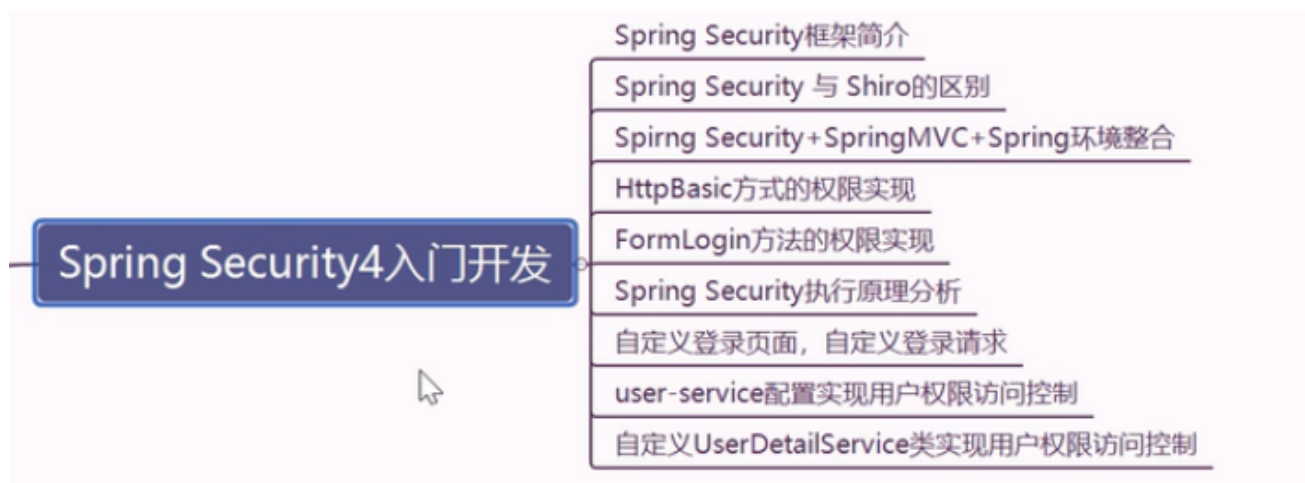 Spring Security4入门开发
Spring Security框架简介
Spring Security 与 Shiro的区别
Spirng Security+SpringMVC+Spring环境整合
HttpBasic方式的权限实现
FormLogin方法的权限实现
Spring Security执行原理分析
自定义登录页面，自定义登录请求
user-service配置实现用户权限访问控制
自定义UserDetailService类实现用户权限访问控制